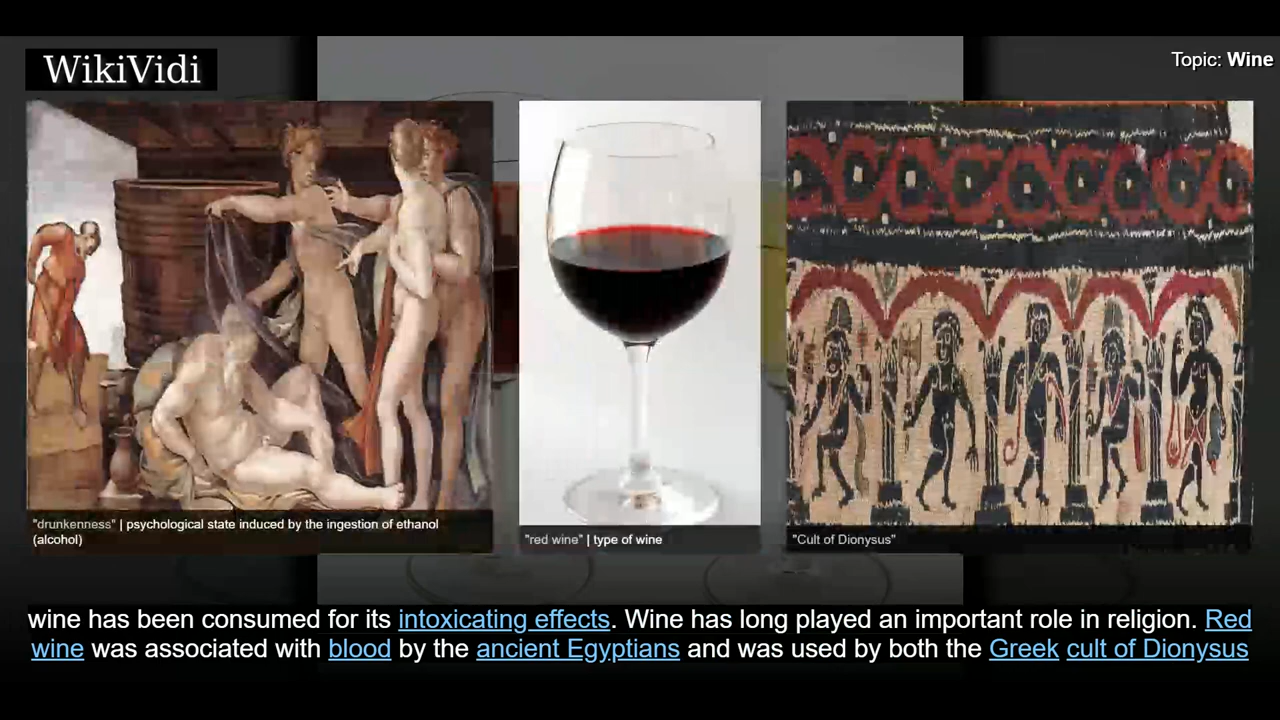 WikiVidi
Topic: Wine
"drunkenness" | psychological state induced by the ingestion of ethanol
(alcohol)
"red wine" | type of wine
"Cult of Dionysus"
wine has been consumed for its intoxicating effects. Wine has long played an important role in religion. Red
wine was associated with blood by the ancient Egyptians and was used by both the Greek cult of Dionysus